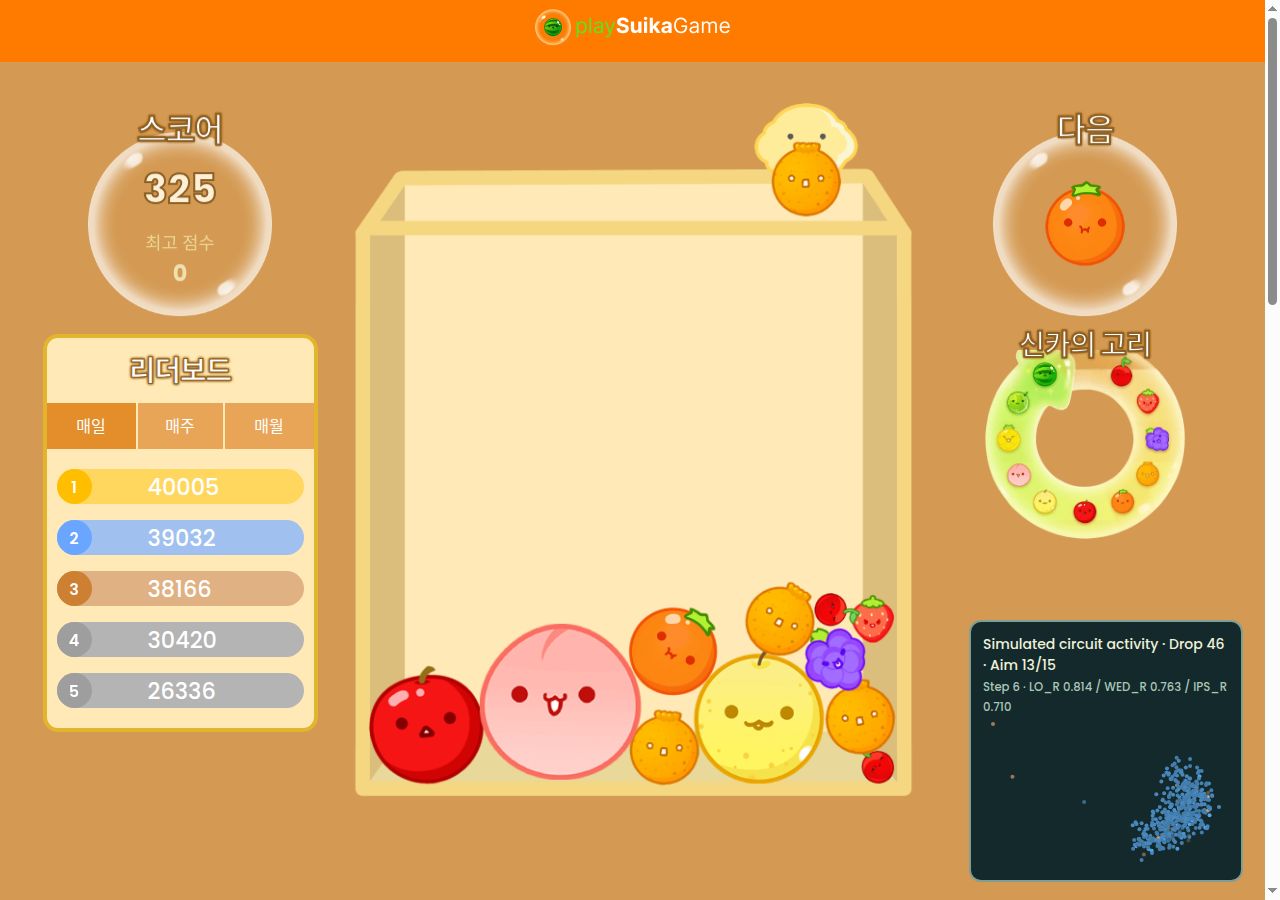 playSuikaGame
스코어
325
최고 점수
0
리더보드
매일 매주 매월
1 40005
2 39032
3 38166
4 30420
5 26336
다음
신카의 고리
Simulated circuit activity · Drop 46
· Aim 13/15
Step 6 · LO_R 0.814 / WED_R 0.763 / IPS_R
0.710